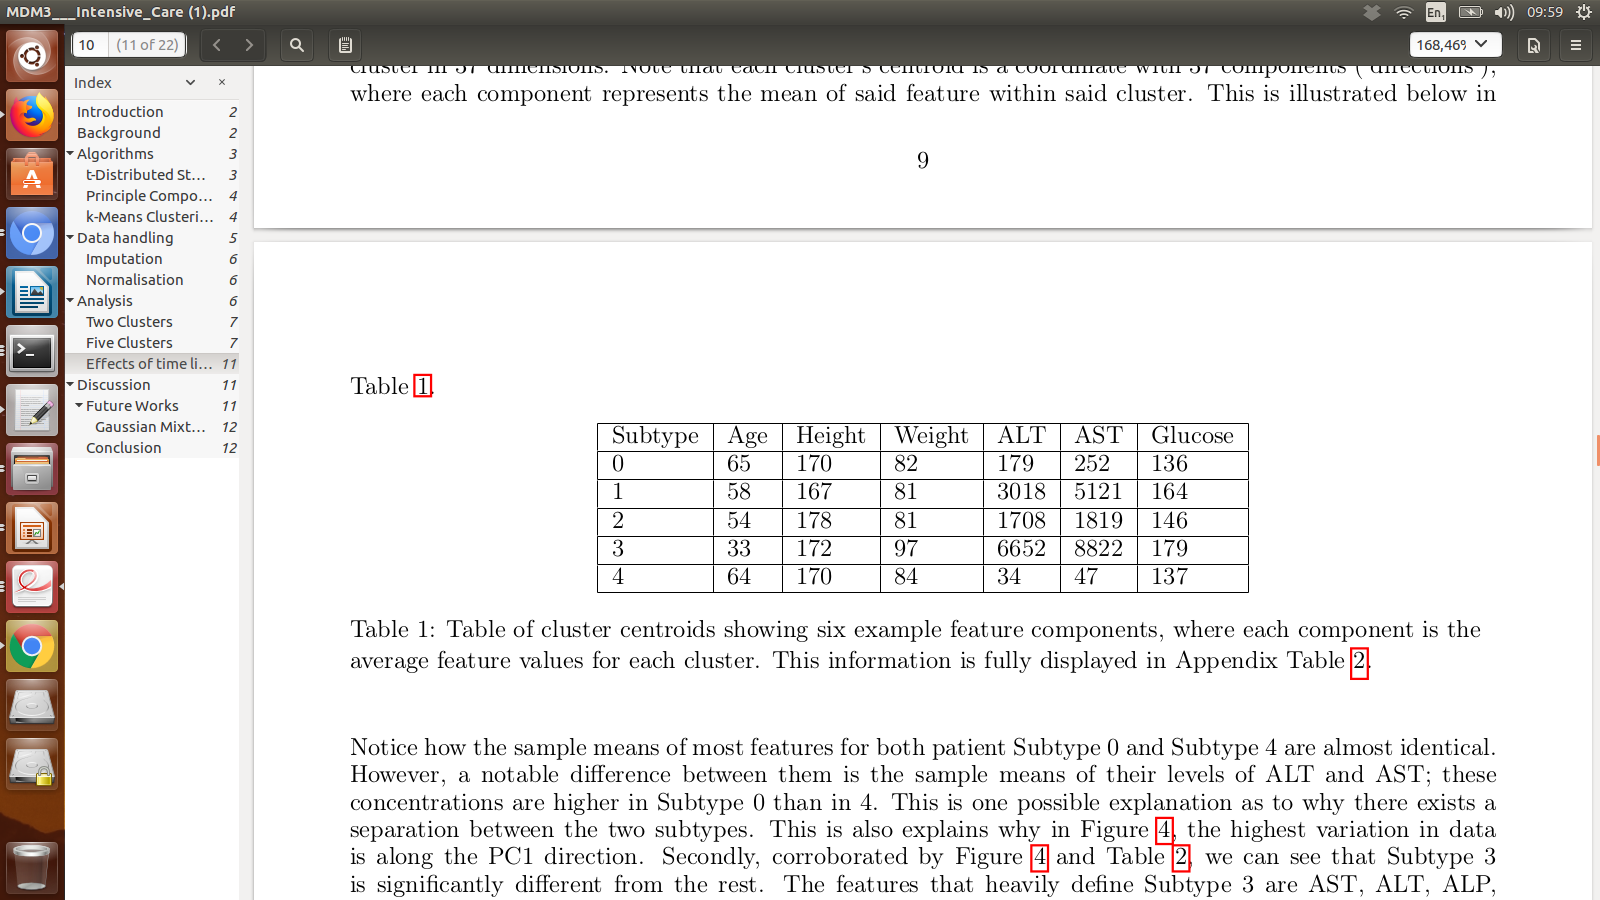 MDM3___Intensive_Care (1).pdf
En1
09:59
10 (11 of 22)
168,46%
Index
Introduction 2
Background 2
Algorithms 3
t-Distributed St... 3
Principle Compo... 4
k-Means Clusteri... 4
Data handling 5
Imputation 6
Normalisation 6
Analysis 6
Two Clusters 7
Five Clusters 7
Effects of time li... 11
Discussion 11
Future Works 11
Gaussian Mixt... 12
Conclusion 12
cluster in 37 dimensions. Note that each cluster's centroid is a coordinate with 37 components ('directions'),
where each component represents the mean of said feature within said cluster. This is illustrated below in
9
Table 1.
Subtype Age Height Weight ALT AST Glucose
0 65 170 82 179 252 136
1 58 167 81 3018 5121 164
2 54 178 81 1708 1819 146
3 33 172 97 6652 8822 179
4 64 170 84 34 47 137
Table 1: Table of cluster centroids showing six example feature components, where each component is the
average feature values for each cluster. This information is fully displayed in Appendix Table 2.
Notice how the sample means of most features for both patient Subtype 0 and Subtype 4 are almost identical.
However, a notable difference between them is the sample means of their levels of ALT and AST; these
concentrations are higher in Subtype 0 than in 4. This is one possible explanation as to why there exists a
separation between the two subtypes. This is also explains why in Figure 4, the highest variation in data
is along the PC1 direction. Secondly, corroborated by Figure 4 and Table 2, we can see that Subtype 3
is significantly different from the rest. The features that heavily define Subtype 3 are AST, ALT, ALP,